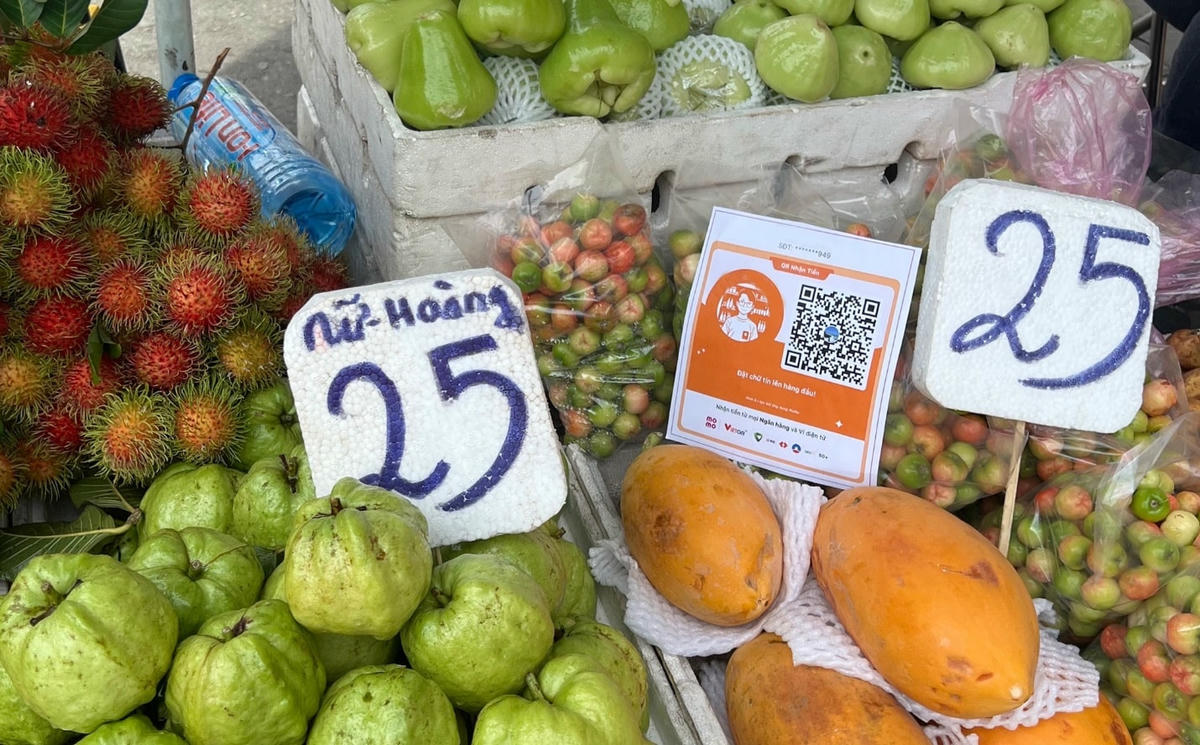 Nữ-Hoàng
25
25
SĐT: *******949
QR Nhận Tiền
Đặt chữ tín lên hàng đầu!
Nhận tiền từ mọi Ngân hàng và Ví điện tử
momo
VIETQR
50+